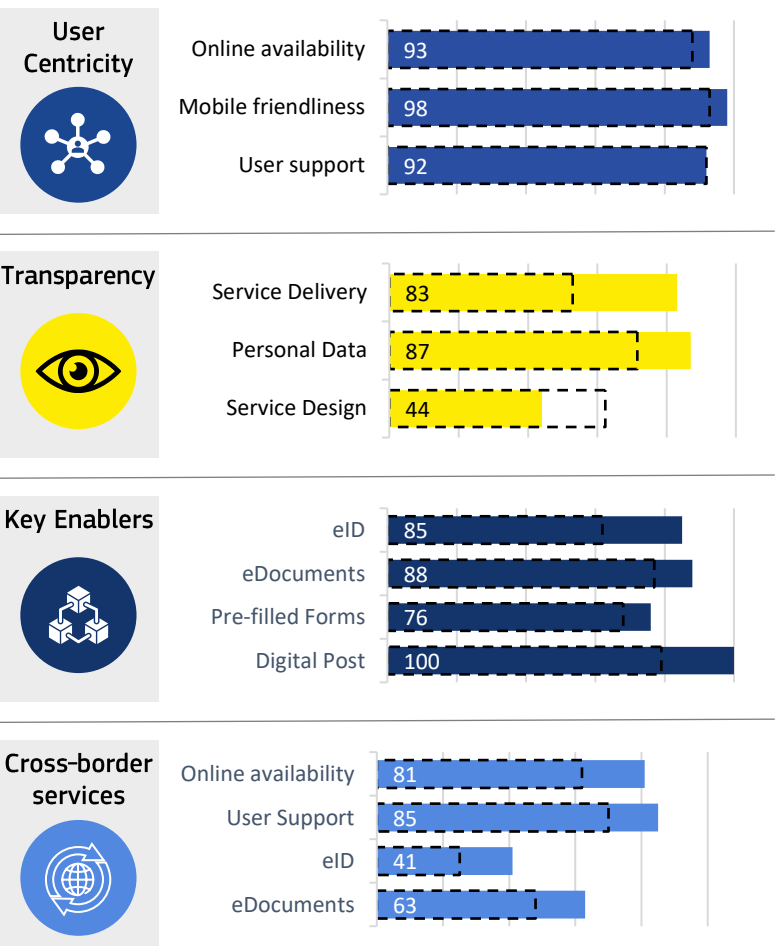 User
Centricity
Online availability 93
Mobile friendliness 98
User support 92
Transparency
Service Delivery 83
Personal Data 87
Service Design 44
Key Enablers
eID 85
eDocuments 88
Pre-filled Forms 76
Digital Post 100
Cross-border
services
Online availability 81
User Support 85
eID 41
eDocuments 63